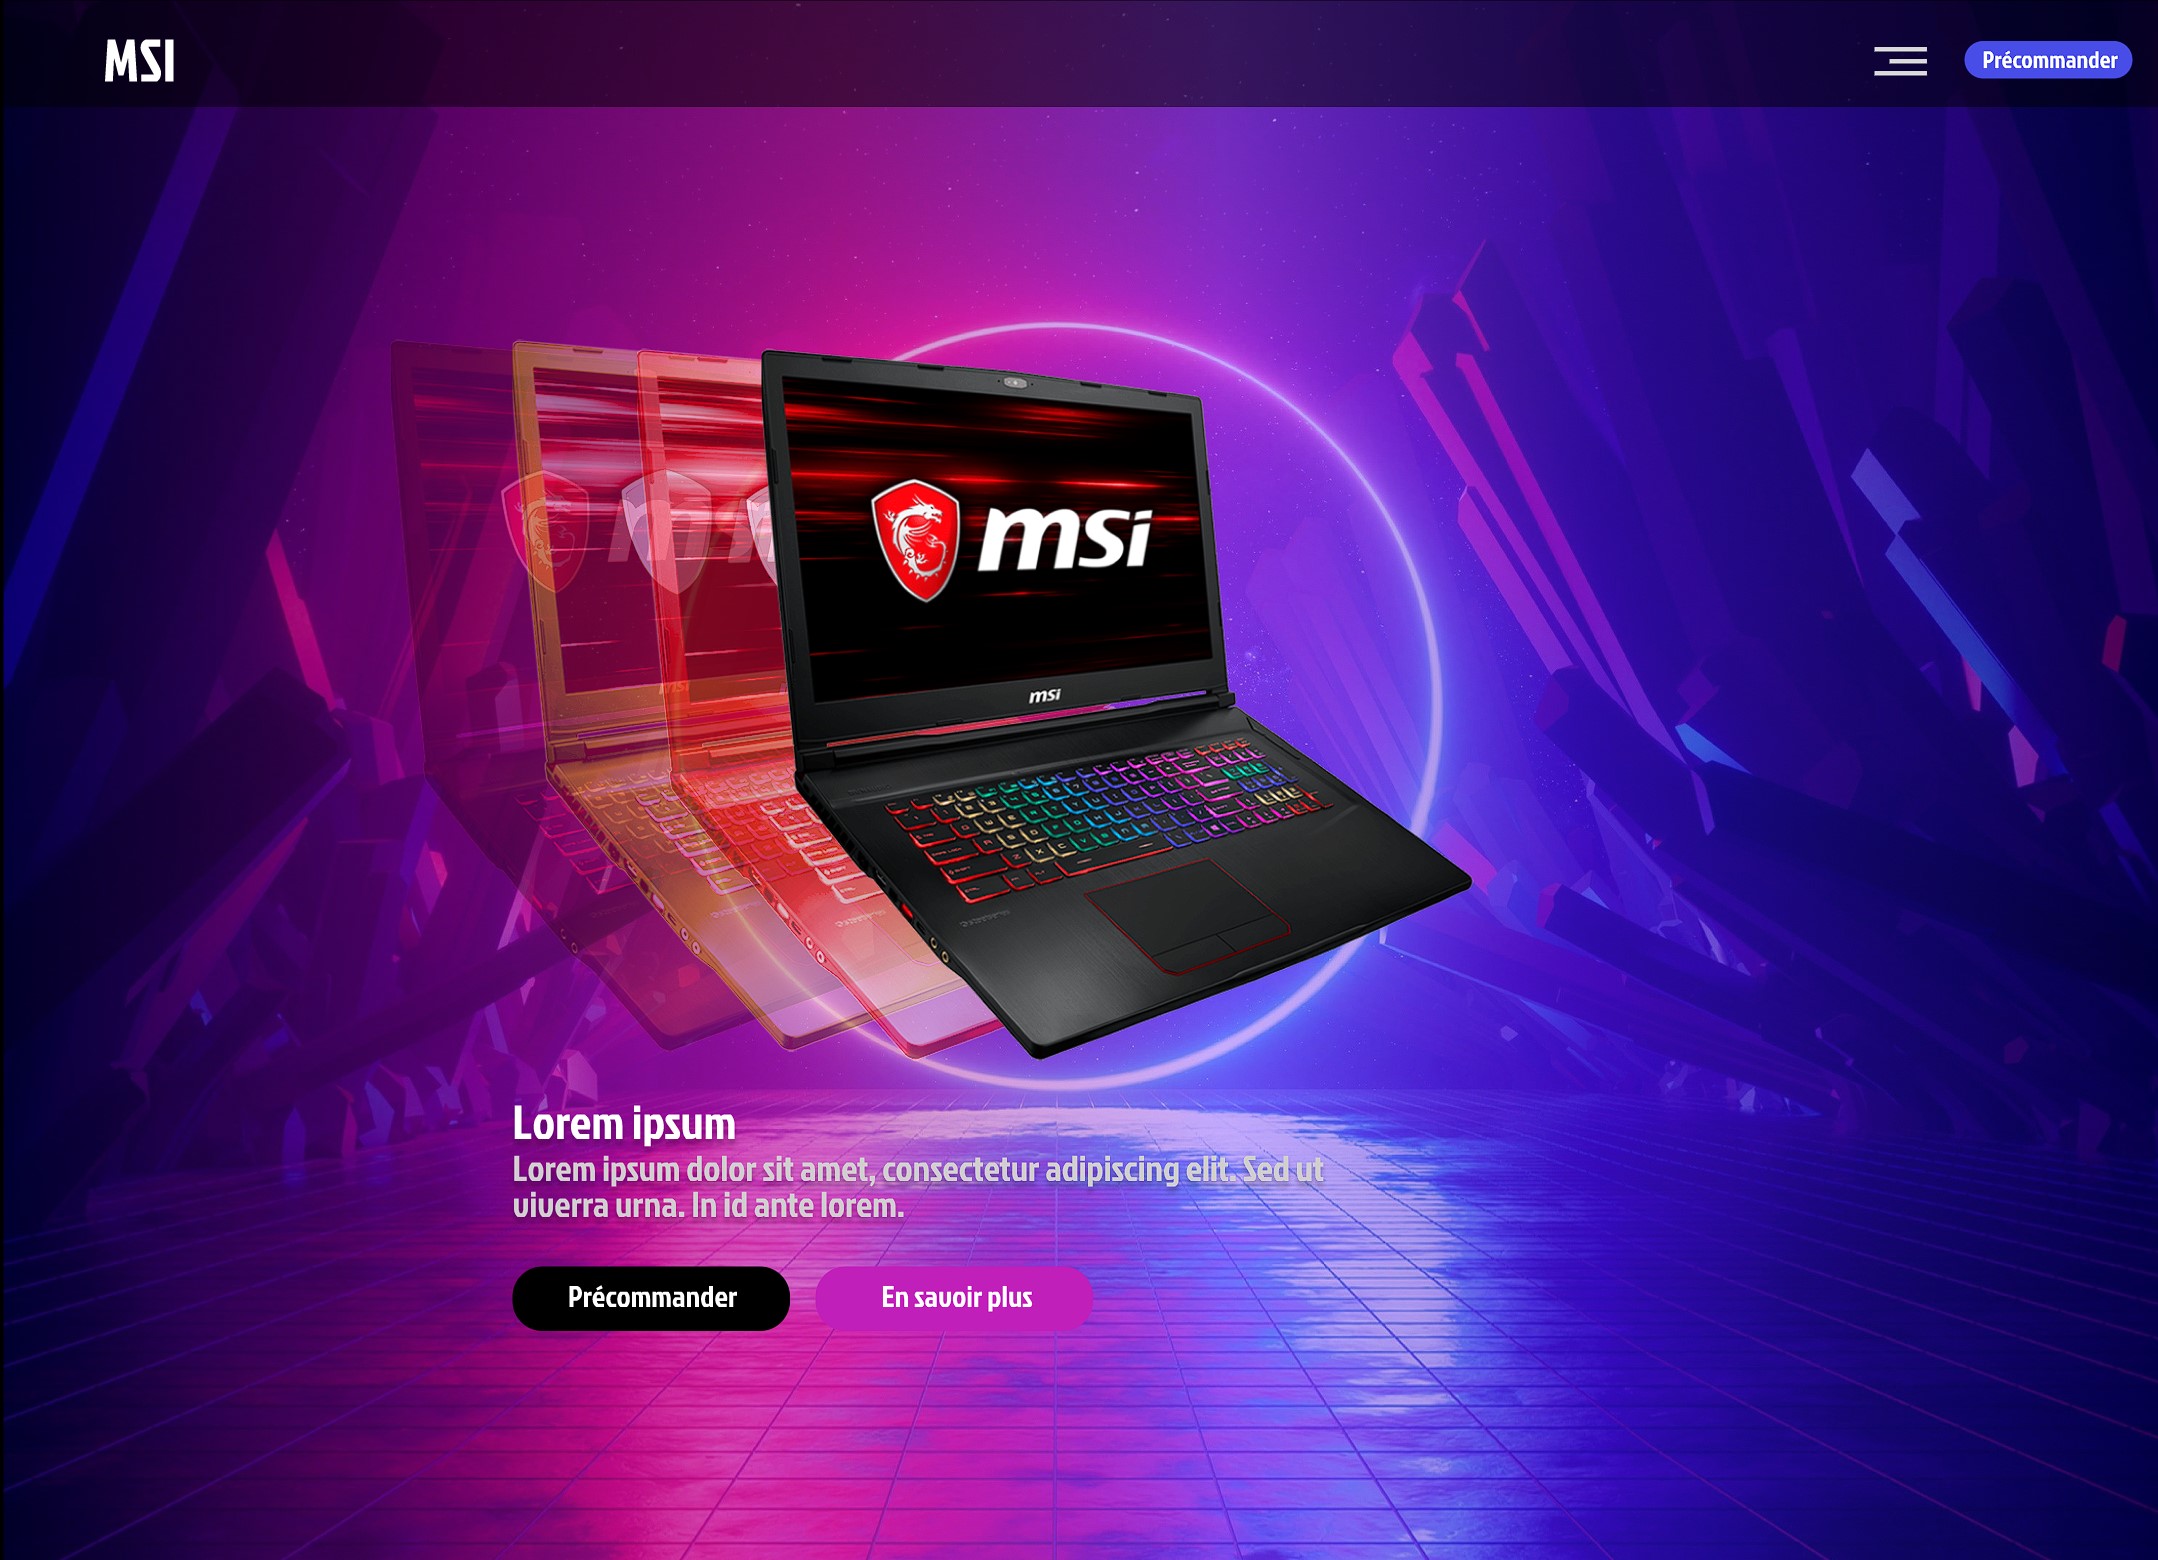 MSI
Précommander
msi
msi
Lorem ipsum
Lorem ipsum dolor sit amet, consectetur adipiscing elit. Sed ut
viverra urna. In id ante lorem.
Précommander
En savoir plus